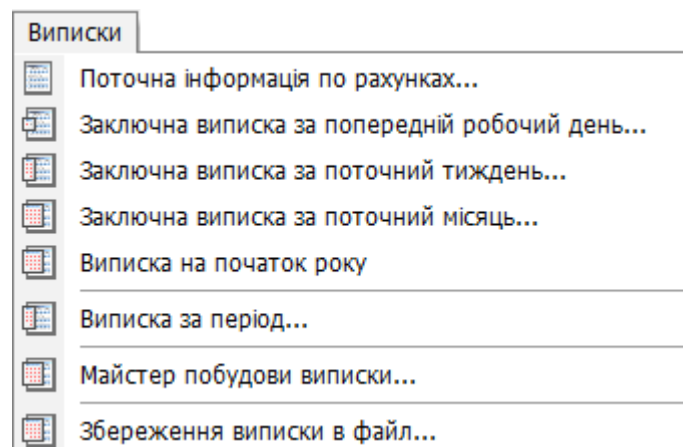 Виписки
Поточна інформація по рахунках...
Заключна виписка за попередній робочий день...
Заключна виписка за поточний тиждень...
Заключна виписка за поточний місяць...
Виписка на початок року
Виписка за період...
Майстер побудови виписки...
Збереження виписки в файл...